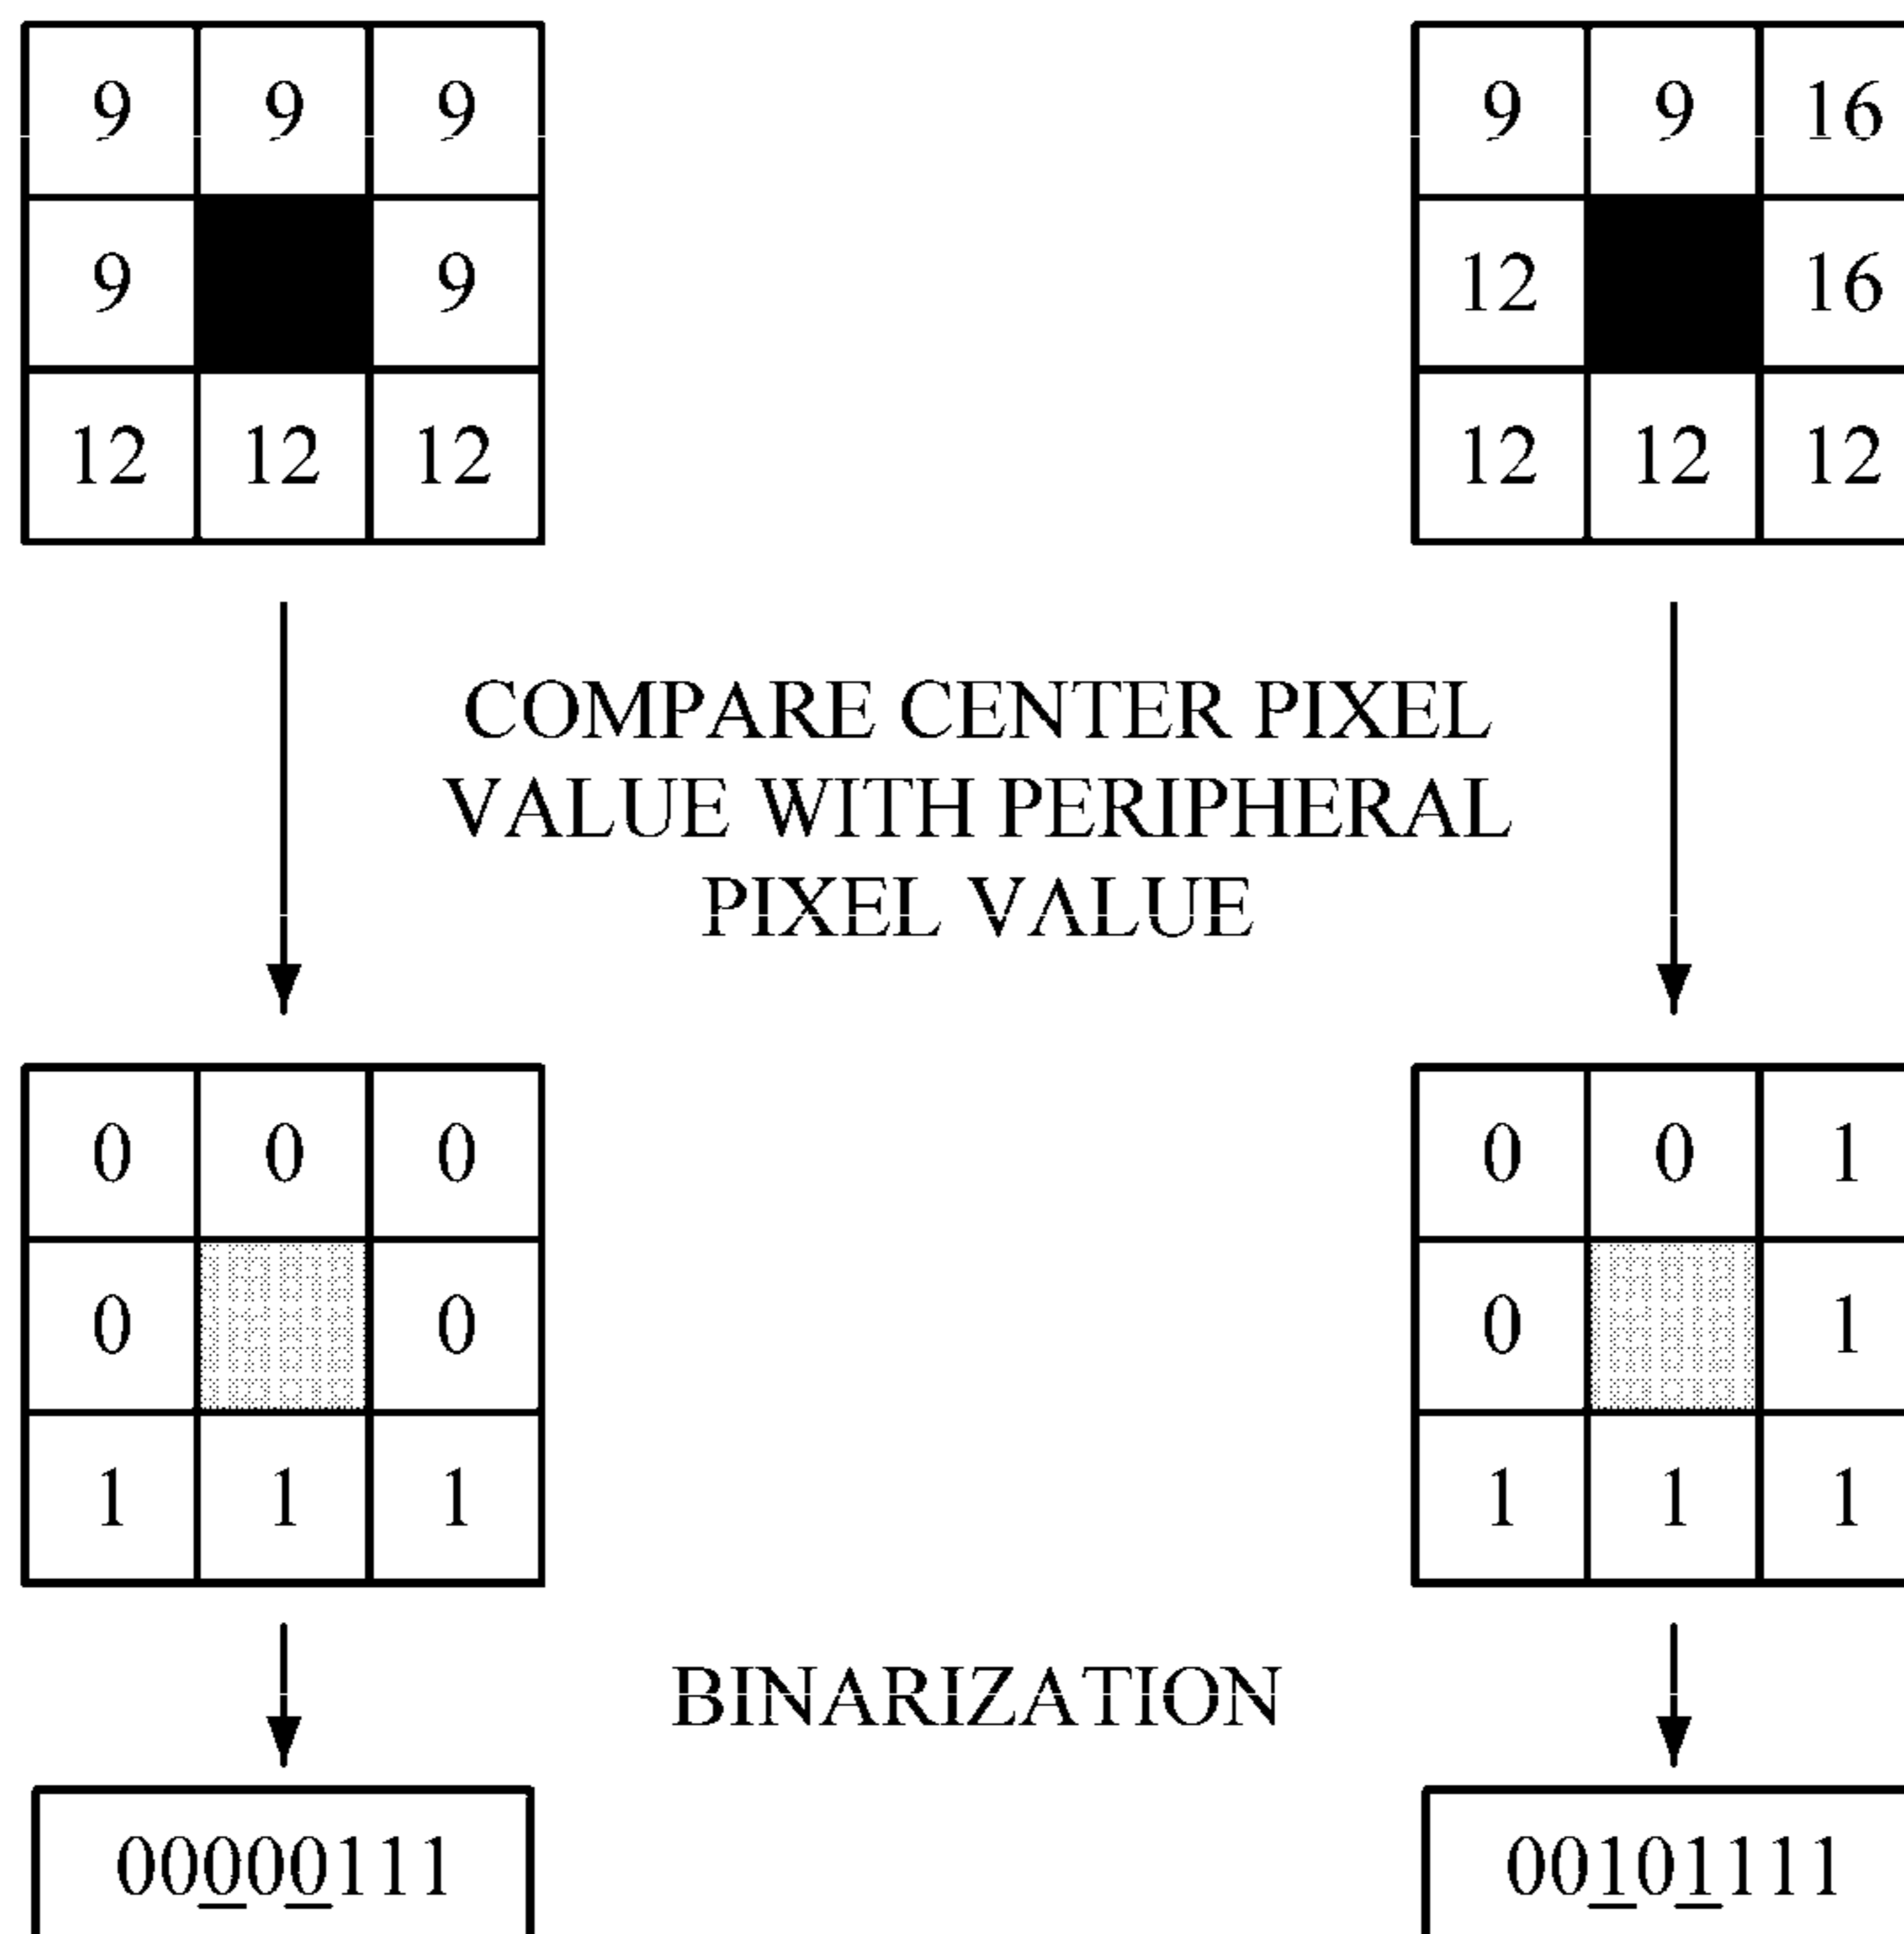 9 9 9 9 9 16
9 9 12 16
12 12 12 12 12 12
COMPARE CENTER PIXEL
VALUE WITH PERIPHERAL
PIXEL VALUE
0 0 0 0 0 1
0 0 0 1
1 1 1 1 1 1
BINARIZATION
00000111 00101111